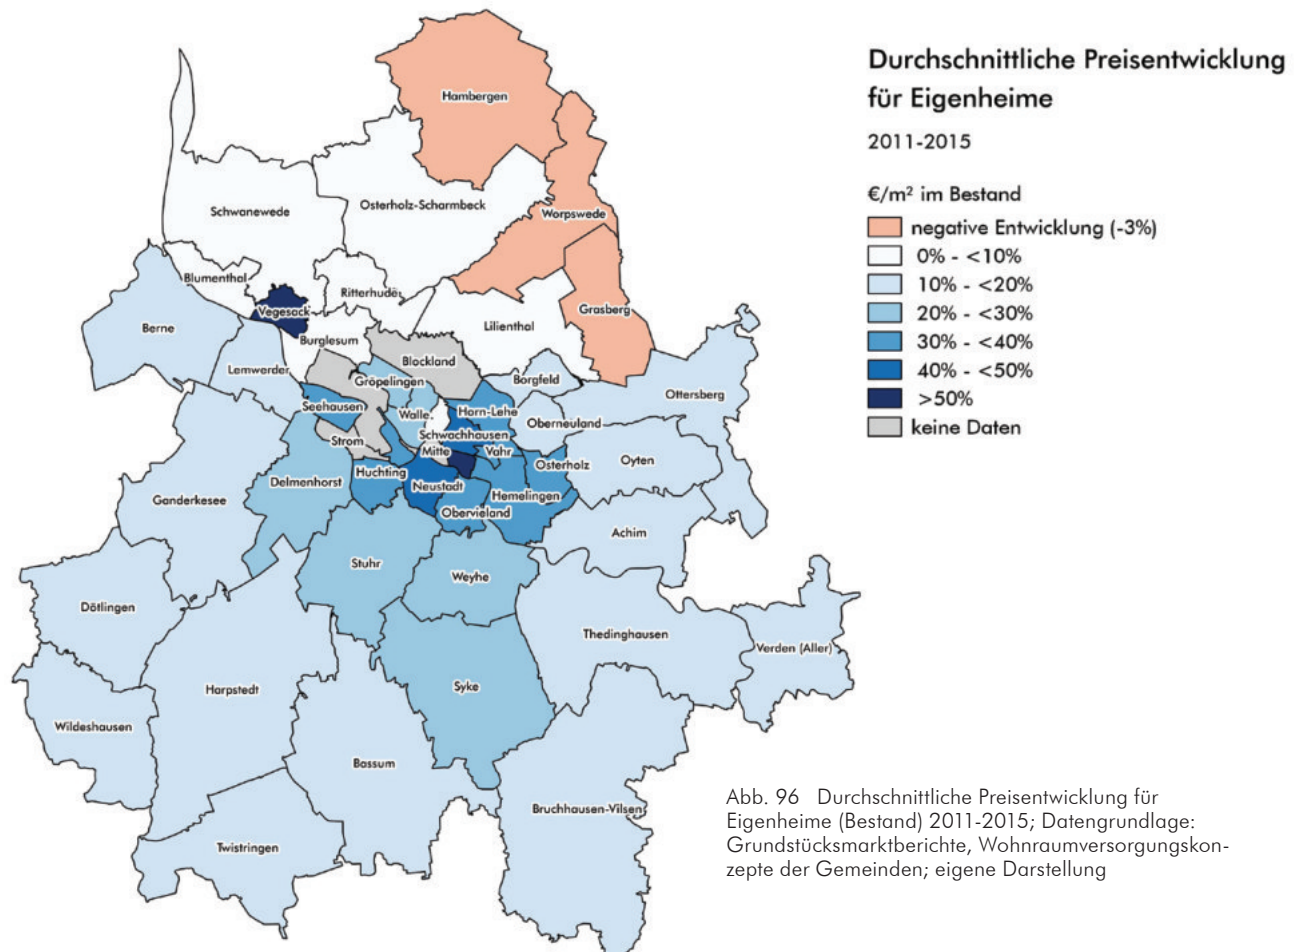 Durchschnittliche Preisentwicklung
für Eigenheime
2011-2015
€/m² im Bestand
negative Entwicklung (-3%)
0% - <10%
10% - <20%
20% - <30%
30% - <40%
40% - <50%
>50%
keine Daten
Hambergen
Osterholz-Scharmbeck
Schwanewede
Worpswede
Blumenthal
Ritterhude
Vegesack
Grasberg
Berne
Lilienthal
Burglesum
Blockland
Lemwerder
Gröpelingen
Borgfeld
Ottersberg
Seehausen
Walle
Horn-Lehe
Oberneuland
Strom
Schwachhausen
Mitte
Vahr
Oyten
Osterholz
Huchting
Delmenhorst
Neustadt
Hemelingen
Ganderkesee
Obervieland
Achim
Stuhr
Weyhe
Dötlingen
Thedinghausen
Verden (Aller)
Harpstedt
Syke
Wildeshausen
Bassum
Bruchhausen-Vilsen
Twistringen
Abb. 96 Durchschnittliche Preisentwicklung für
Eigenheime (Bestand) 2011-2015; Datengrundlage:
Grundstücksmarktberichte, Wohnraumversorgungskon-
zepte der Gemeinden; eigene Darstellung